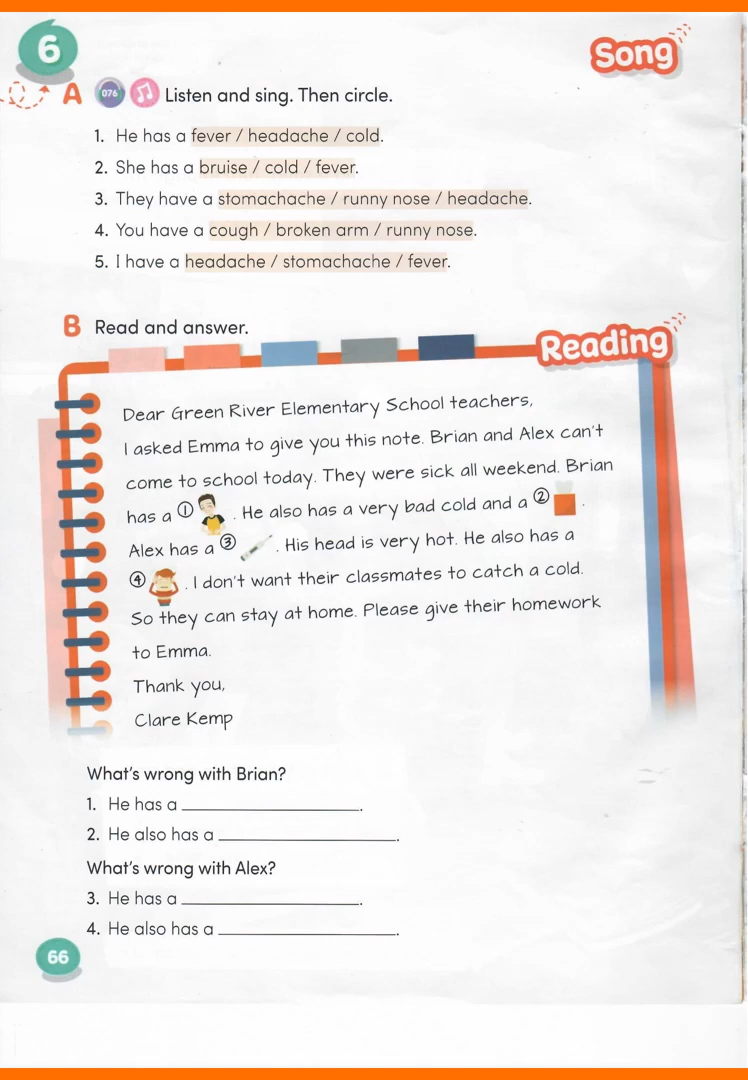 6
Song
A 076 Listen and sing. Then circle.
1. He has a fever / headache / cold.
2. She has a bruise / cold / fever.
3. They have a stomachache / runny nose / headache.
4. You have a cough / broken arm / runny nose.
5. I have a headache / stomachache / fever.
B Read and answer.
Reading
Dear Green River Elementary School teachers,
I asked Emma to give you this note. Brian and Alex can't
come to school today. They were sick all weekend. Brian
has a ① . He also has a very bad cold and a ② .
Alex has a ③ . His head is very hot. He also has a
④ . I don't want their classmates to catch a cold.
So they can stay at home. Please give their homework
to Emma.
Thank you,
Clare Kemp
What's wrong with Brian?
1. He has a ____________________.
2. He also has a ____________________.
What's wrong with Alex?
3. He has a ____________________.
4. He also has a ____________________.
66